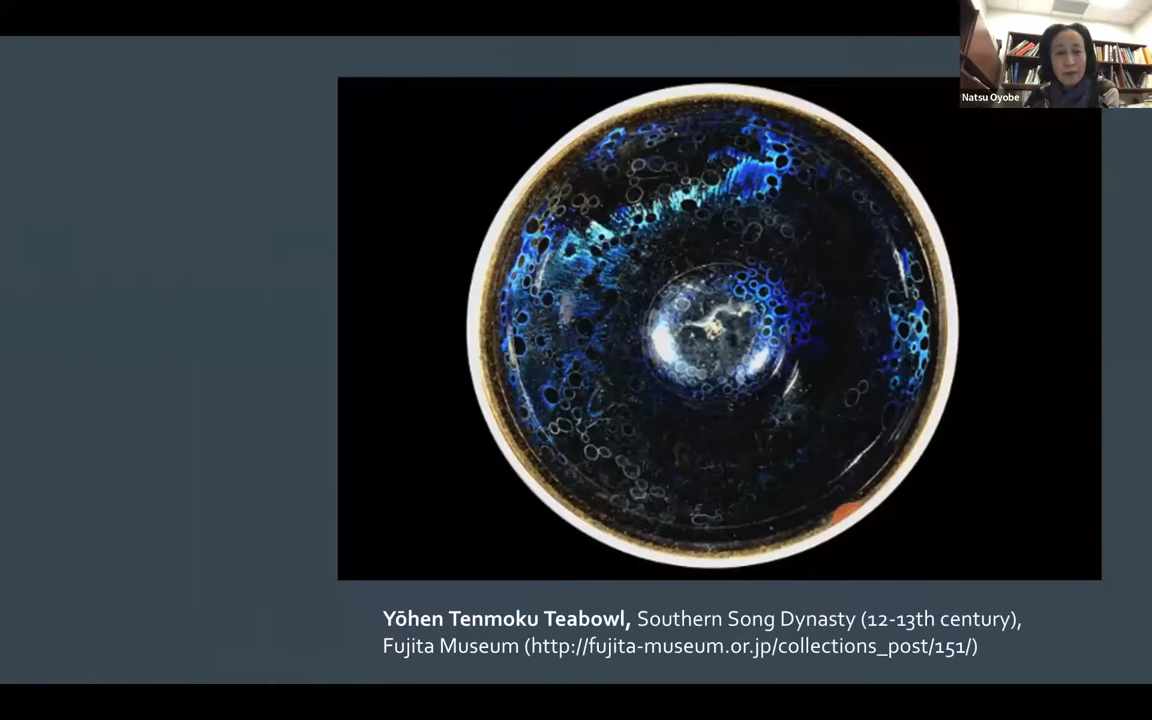 Natsu Oyobe
Yōhen Tenmoku Teabowl, Southern Song Dynasty (12-13th century),
Fujita Museum (http://fujita-museum.or.jp/collections_post/151/)